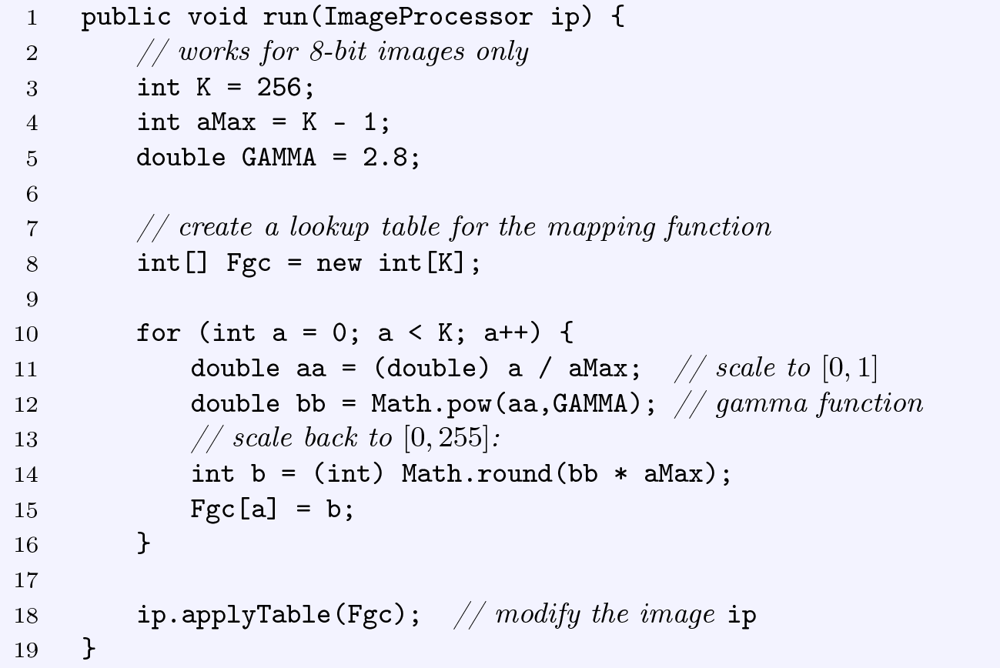 1 public void run(ImageProcessor ip) {
2 // works for 8-bit images only
3 int K = 256;
4 int aMax = K - 1;
5 double GAMMA = 2.8;
6
7 // create a lookup table for the mapping function
8 int[] Fgc = new int[K];
9
10 for (int a = 0; a < K; a++) {
11 double aa = (double) a / aMax; // scale to [0, 1]
12 double bb = Math.pow(aa,GAMMA); // gamma function
13 // scale back to [0, 255]:
14 int b = (int) Math.round(bb * aMax);
15 Fgc[a] = b;
16 }
17
18 ip.applyTable(Fgc); // modify the image ip
19 }